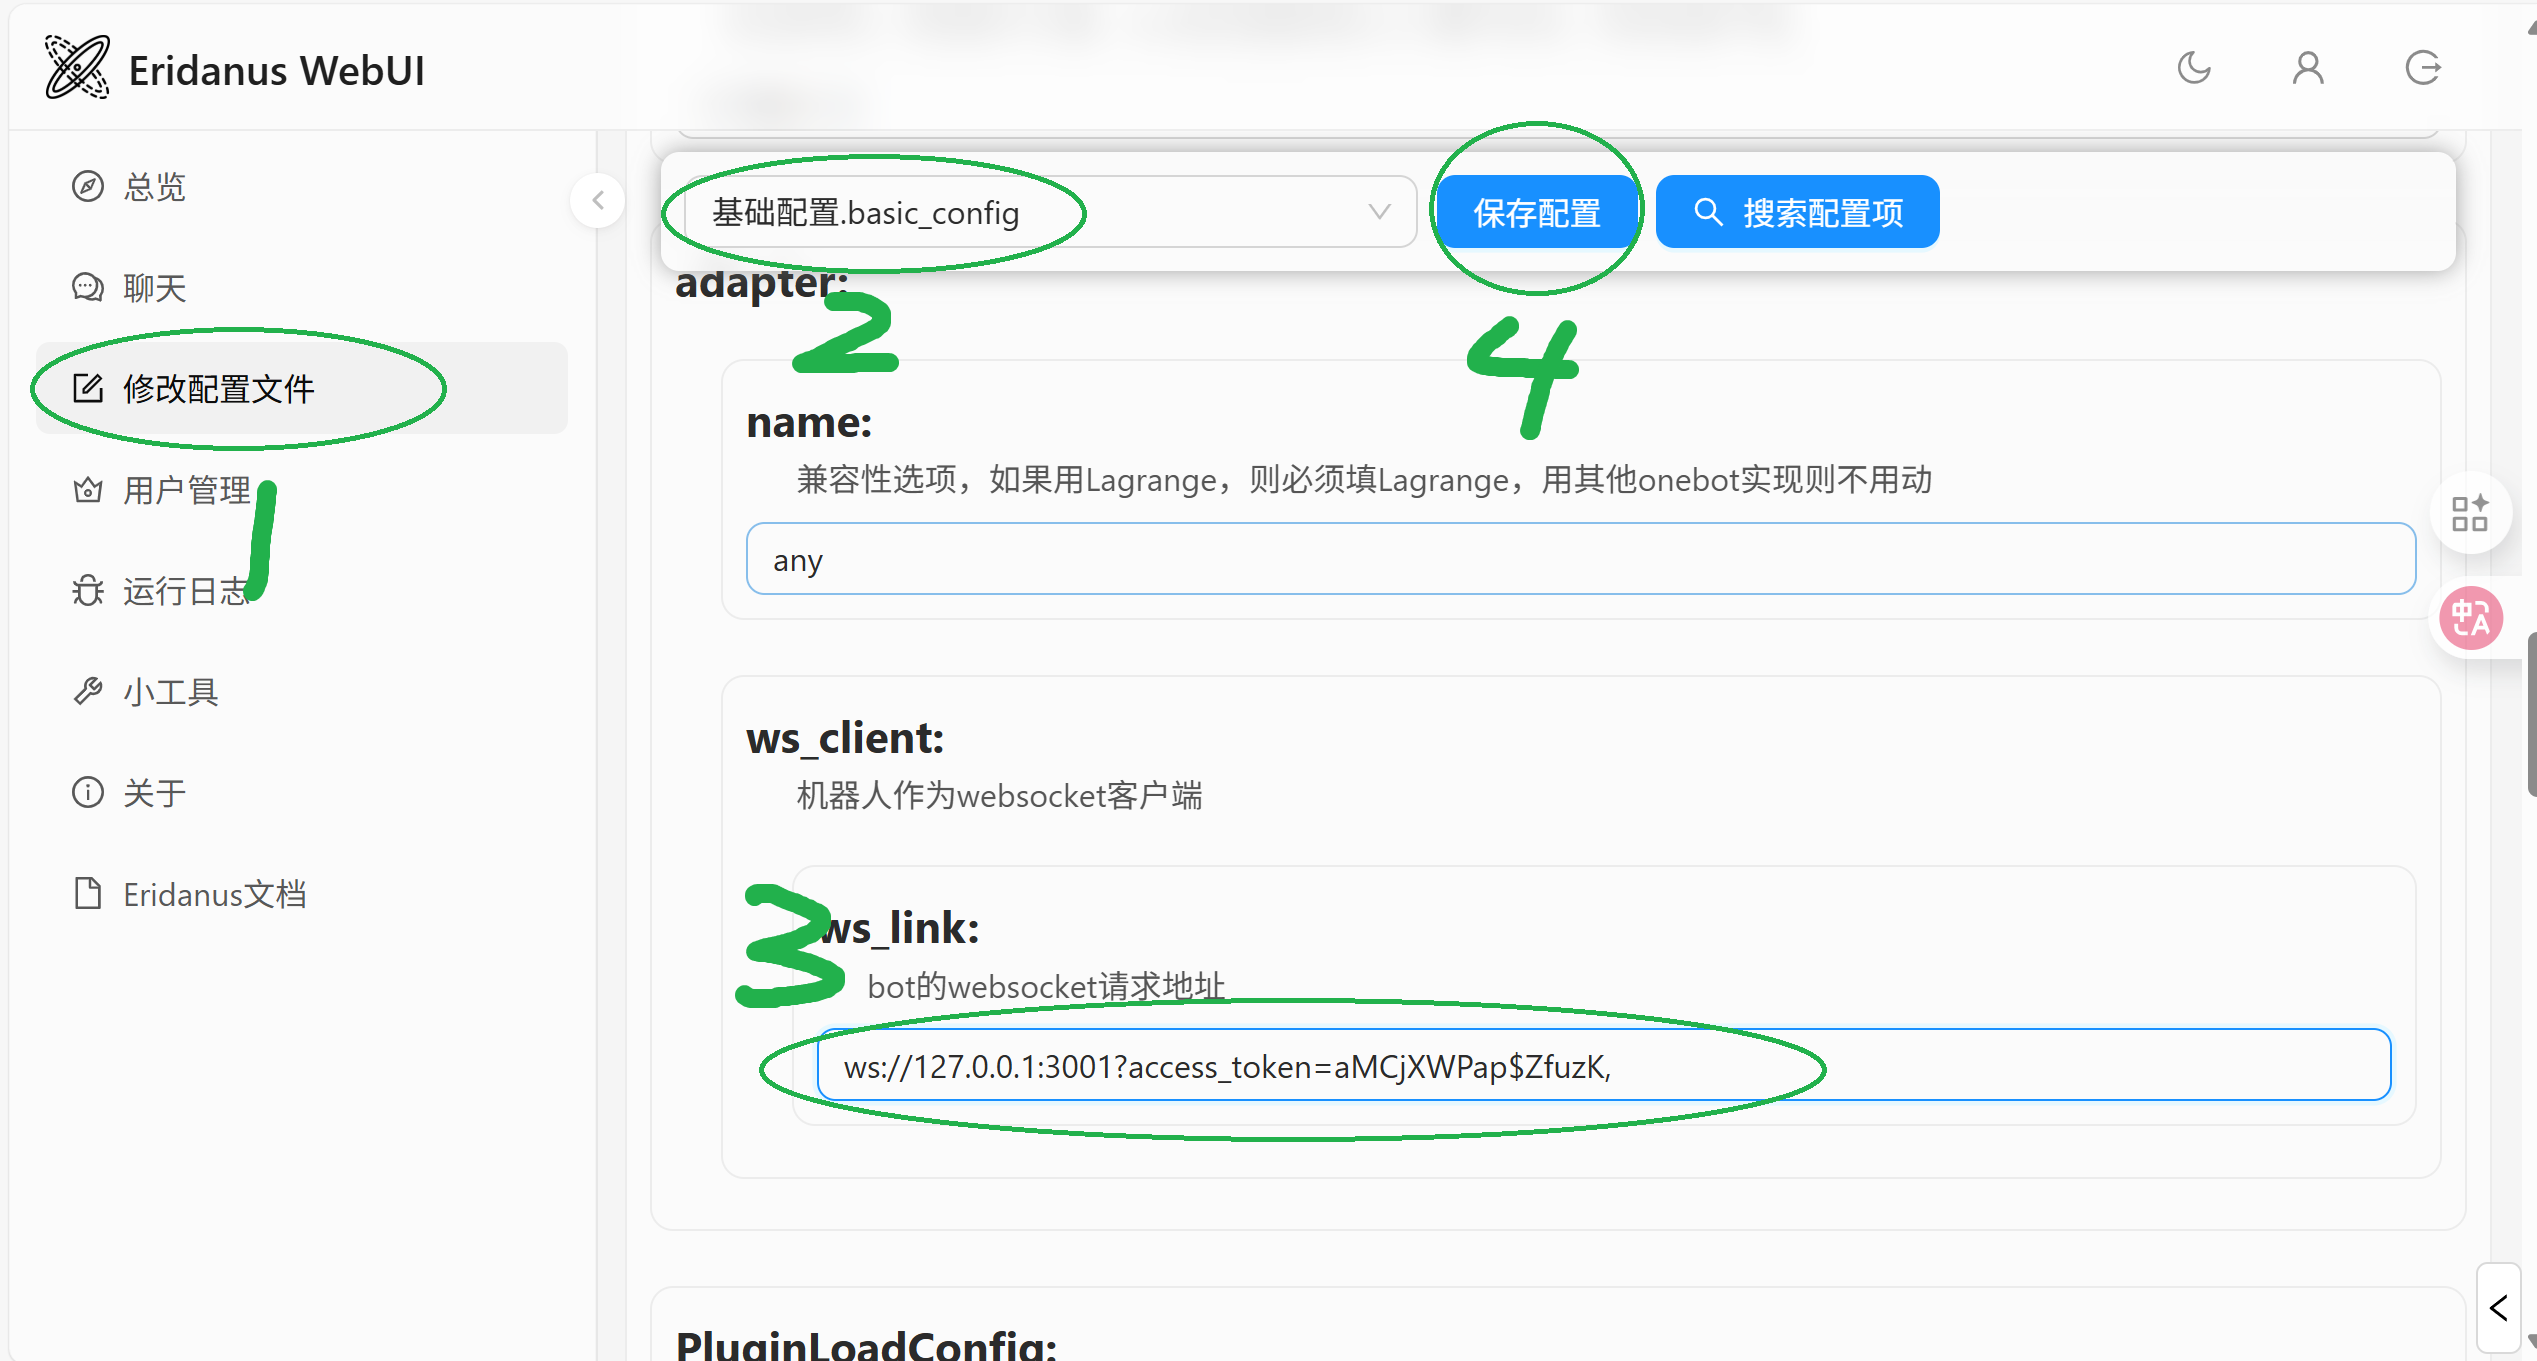 Eridanus WebUI
总览
聊天
修改配置文件
用户管理
运行日志
小工具
关于
Eridanus文档
1
基础配置.basic_config
保存配置
搜索配置项
adapter:
2
4
name:
兼容性选项，如果用Lagrange，则必须填Lagrange，用其他onebot实现则不用动
any
ws_client:
机器人作为websocket客户端
3
ws_link:
bot的websocket请求地址
ws://127.0.0.1:3001?access_token=aMCjXWPap$ZfuzK,
PluginLoadConfig:
中A